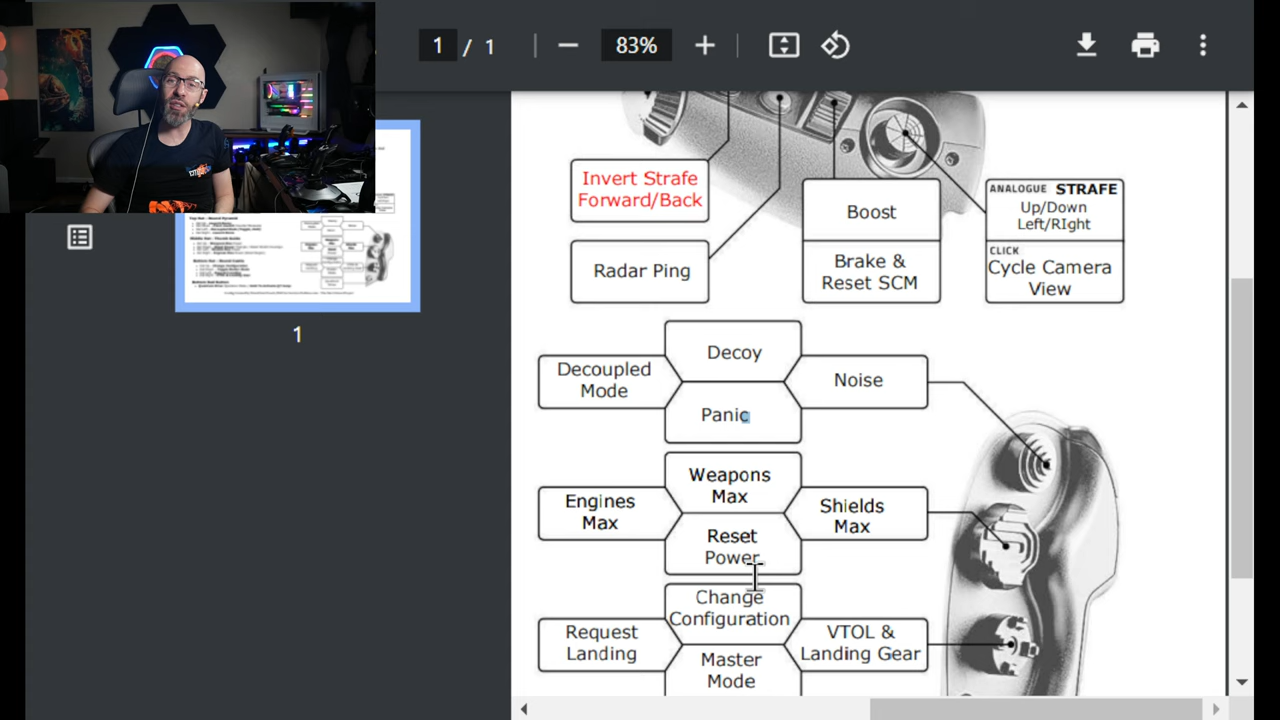 1 / 1
83%
Invert Strafe
Forward/Back
Radar Ping
Boost
Brake &
Reset SCM
ANALOGUE STRAFE
Up/Down
Left/RIght
CLICK
Cycle Camera
View
Decoy
Decoupled
Mode
Noise
Panic
Weapons
Max
Engines
Max
Shields
Max
Reset
Power
Change
Configuration
Request
Landing
VTOL &
Landing Gear
Master
Mode
1